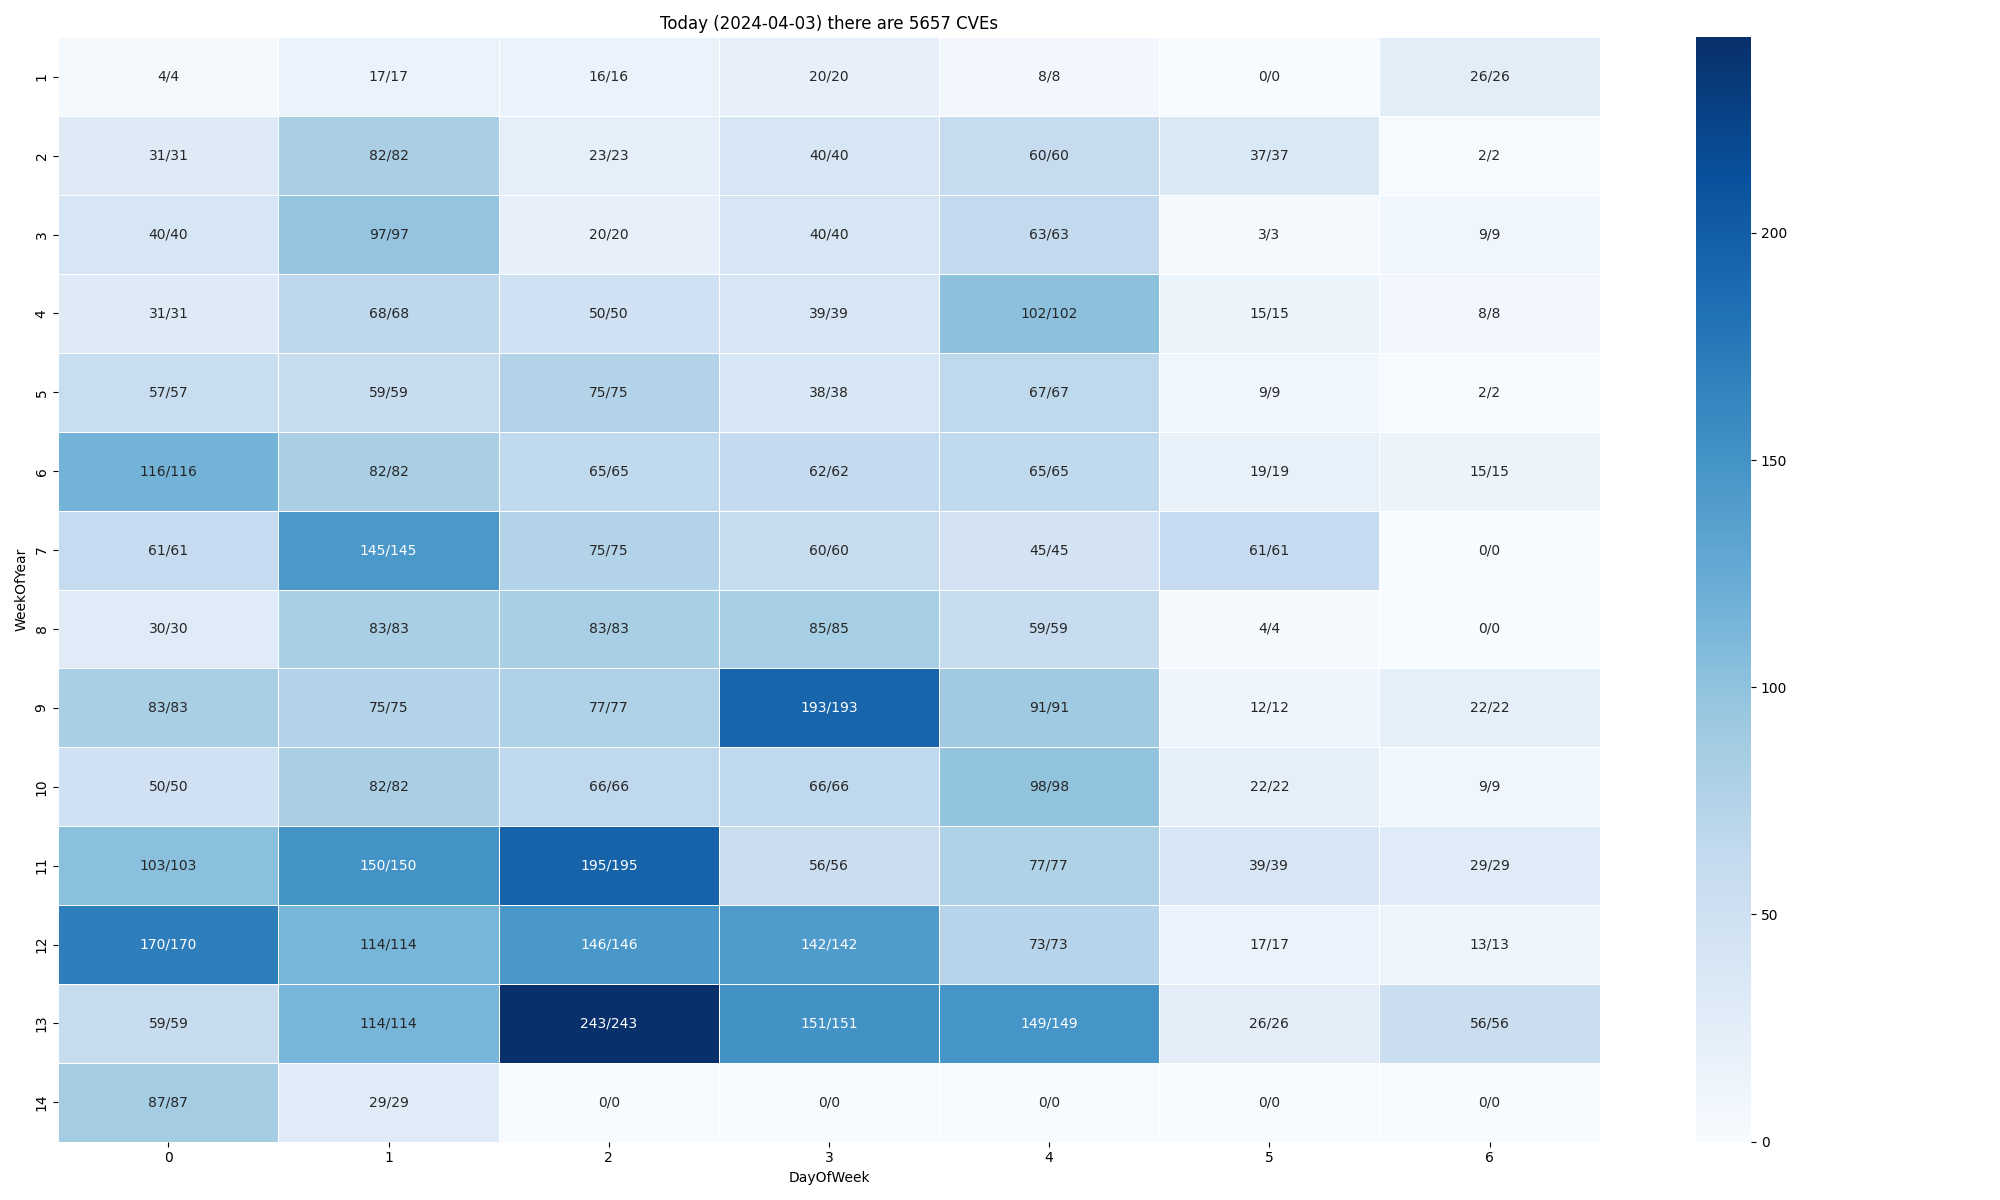 Today (2024-04-03) there are 5657 CVEs
1 4/4 17/17 16/16 20/20 8/8 0/0 26/26
2 31/31 82/82 23/23 40/40 60/60 37/37 2/2
3 40/40 97/97 20/20 40/40 63/63 3/3 9/9
4 31/31 68/68 50/50 39/39 102/102 15/15 8/8
5 57/57 59/59 75/75 38/38 67/67 9/9 2/2
6 116/116 82/82 65/65 62/62 65/65 19/19 15/15
7 61/61 145/145 75/75 60/60 45/45 61/61 0/0
8 30/30 83/83 83/83 85/85 59/59 4/4 0/0
9 83/83 75/75 77/77 193/193 91/91 12/12 22/22
10 50/50 82/82 66/66 66/66 98/98 22/22 9/9
11 103/103 150/150 195/195 56/56 77/77 39/39 29/29
12 170/170 114/114 146/146 142/142 73/73 17/17 13/13
13 59/59 114/114 243/243 151/151 149/149 26/26 56/56
14 87/87 29/29 0/0 0/0 0/0 0/0 0/0
0 1 2 3 4 5 6
DayOfWeek
WeekOfYear
200
150
100
50
0